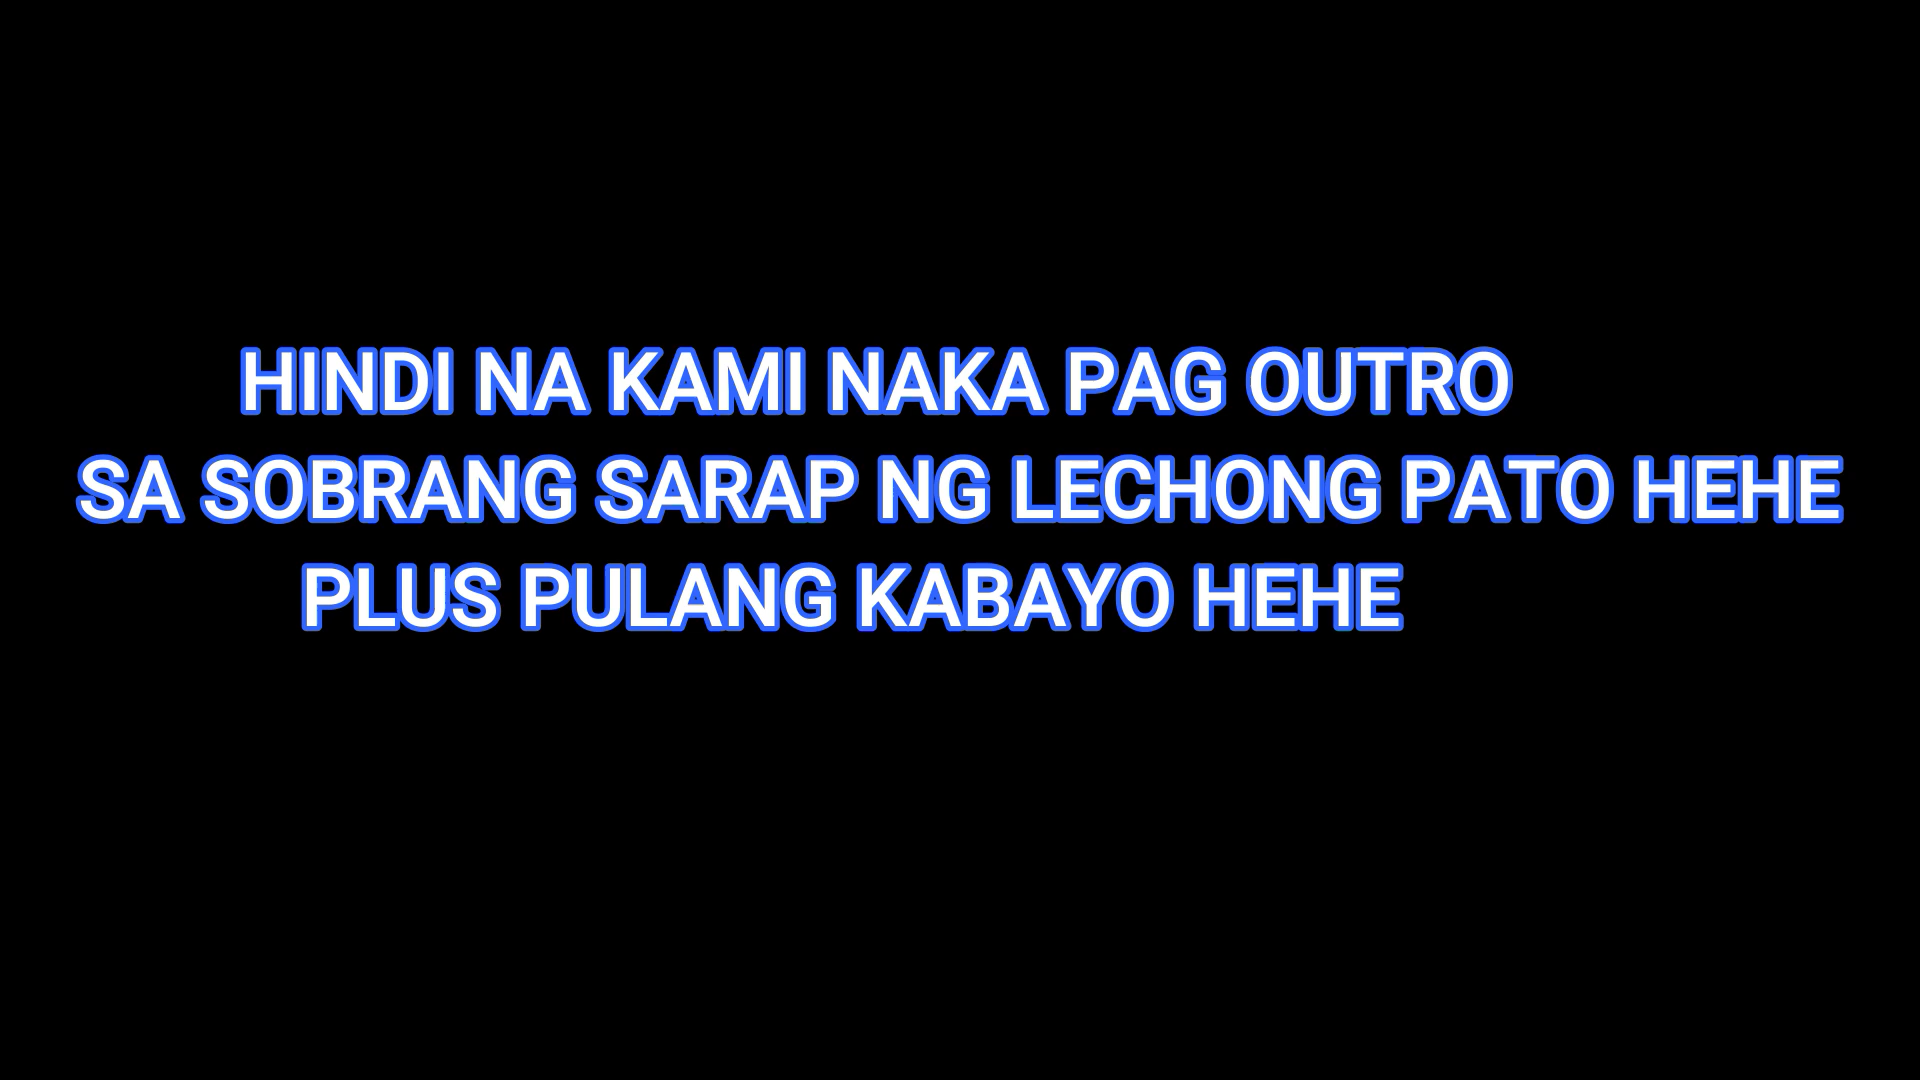 HINDI NA KAMI NAKA PAG OUTRO
SA SOBRANG SARAP NG LECHONG PATO HEHE
PLUS PULANG KABAYO HEHE